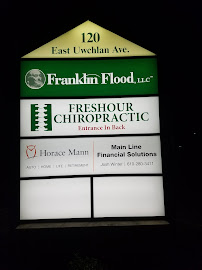 120
East Uwchlan Ave.
Franklin Flood, LLC
FRESHOUR
CHIROPRACTIC
Entrance In Back
Horace Mann
Main Line
Financial Solutions